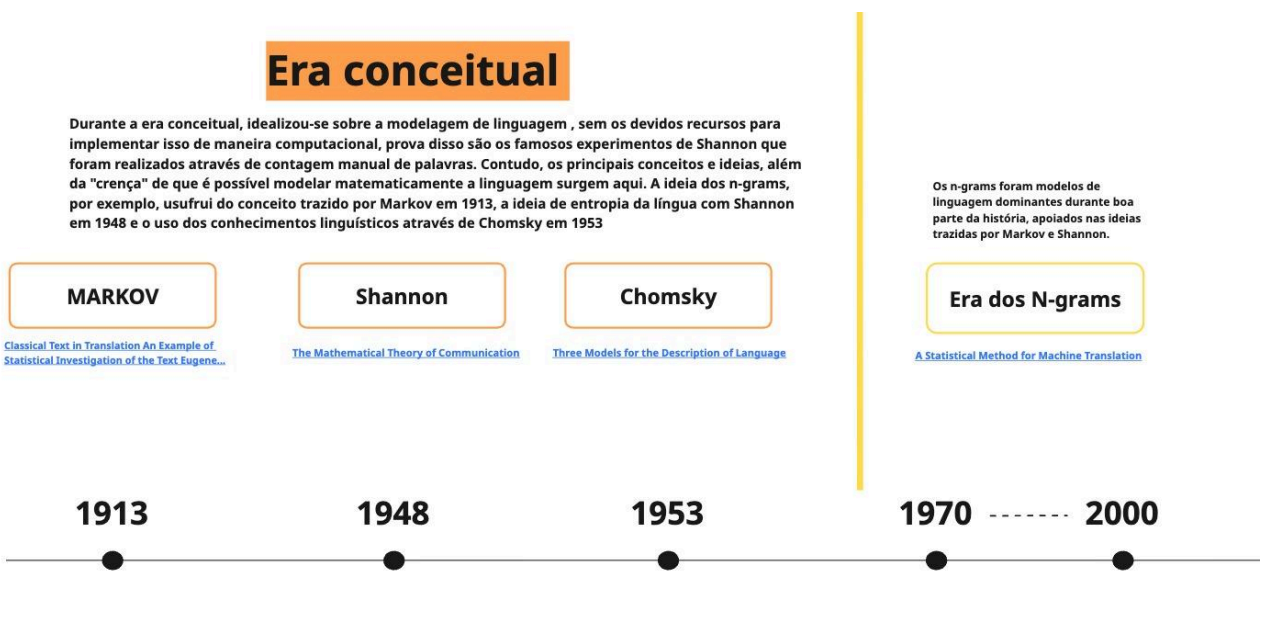 Era conceitual
Durante a era conceitual, idealizou-se sobre a modelagem de linguagem , sem os devidos recursos para
implementar isso de maneira computacional, prova disso são os famosos experimentos de Shannon que
foram realizados através de contagem manual de palavras. Contudo, os principais conceitos e ideias, além
da "crença" de que é possível modelar matematicamente a linguagem surgem aqui. A ideia dos n-grams,
por exemplo, usufrui do conceito trazido por Markov em 1913, a ideia de entropia da língua com Shannon
em 1948 e o uso dos conhecimentos linguísticos através de Chomsky em 1953
MARKOV
Classical Text in Translation An Example of
Statistical Investigation of the Text Eugene...
Shannon
The Mathematical Theory of Communication
Chomsky
Three Models for the Description of Language
Os n-grams foram modelos de
linguagem dominantes durante boa
parte da história, apoiados nas ideias
trazidas por Markov e Shannon.
Era dos N-grams
A Statistical Method for Machine Translation
1913
1948
1953
1970 ------- 2000